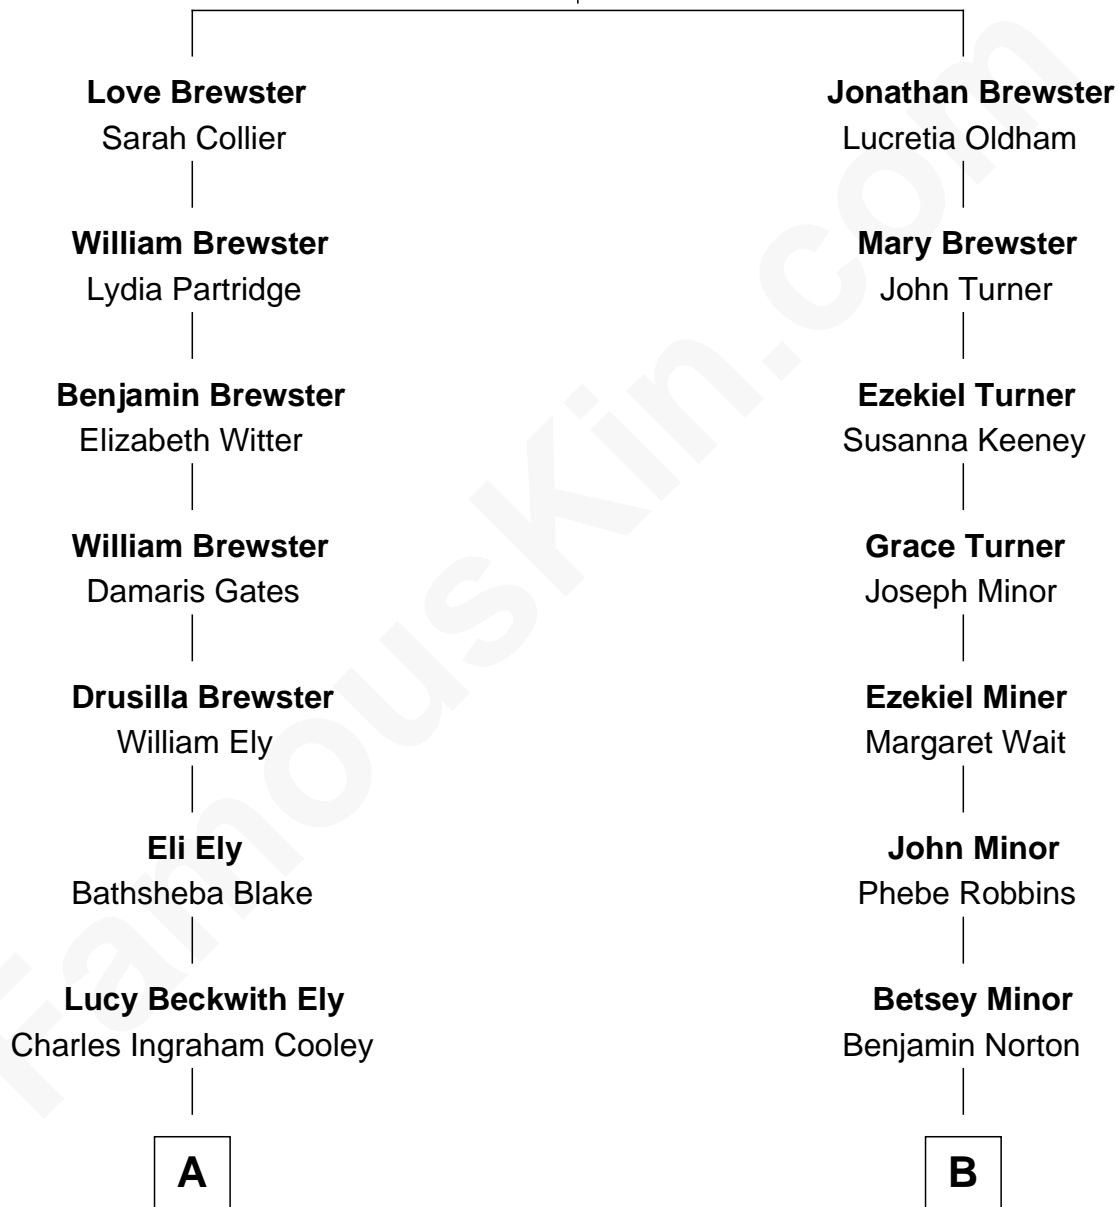 Love Brewster
Sarah Collier
William Brewster
Lydia Partridge
Benjamin Brewster
Elizabeth Witter
William Brewster
Damaris Gates
Drusilla Brewster
William Ely
Eli Ely
Bathsheba Blake
Lucy Beckwith Ely
Charles Ingraham Cooley
A
Jonathan Brewster
Lucretia Oldham
Mary Brewster
John Turner
Ezekiel Turner
Susanna Keeney
Grace Turner
Joseph Minor
Ezekiel Miner
Margaret Wait
John Minor
Phebe Robbins
Betsey Minor
Benjamin Norton
B
FamousKin.com